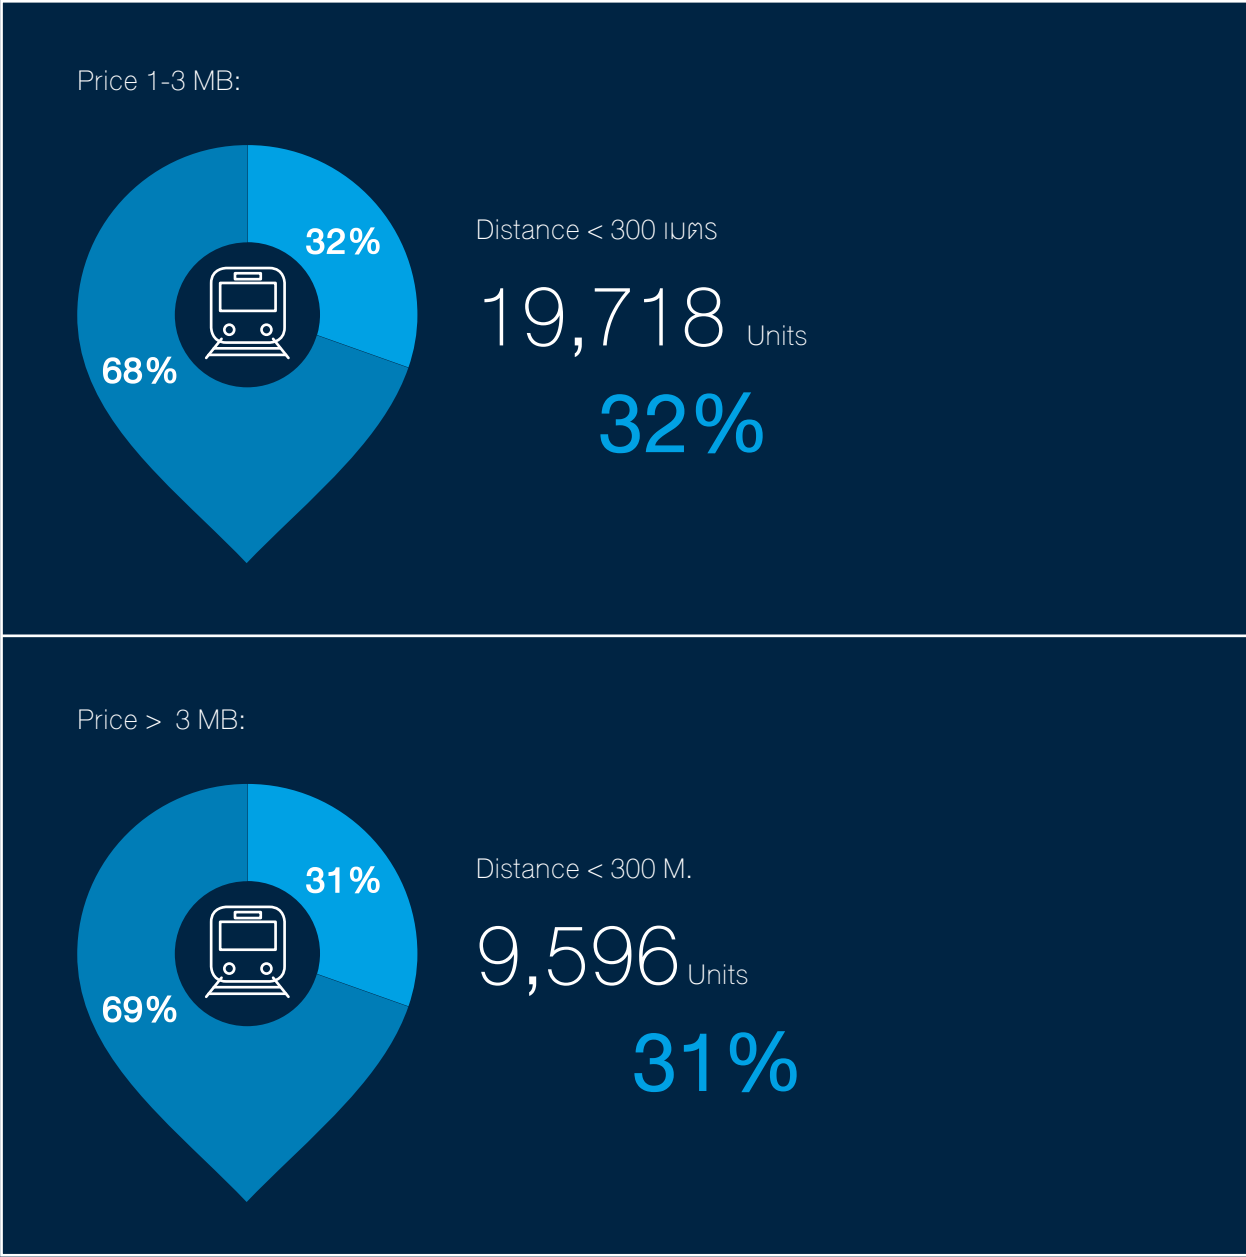 Price 1-3 MB:
32%
68%
Distance < 300 เมตร
19,718 Units
32%
Price >  3 MB:
31%
69%
Distance < 300 M.
9,596 Units
31%